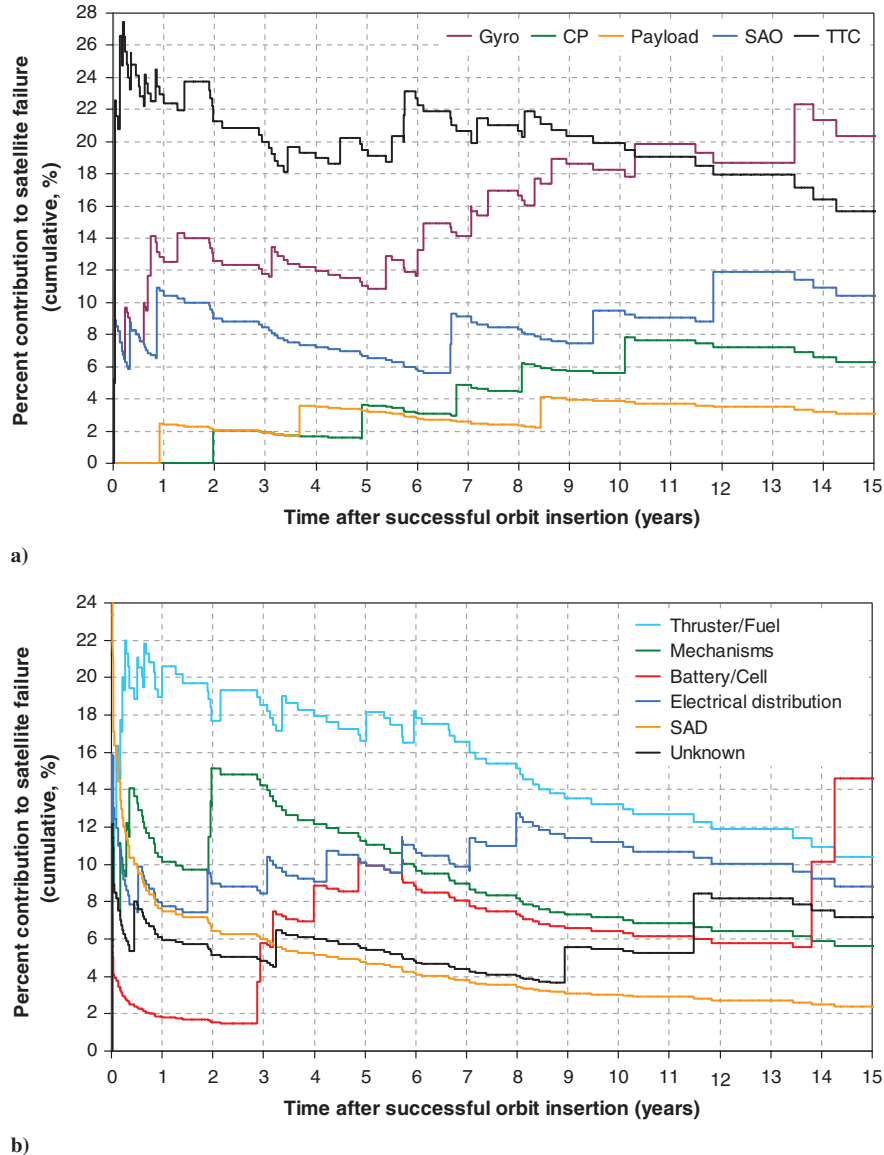 Percent contribution to satellite failure
(cumulative, %)
28
26
24
22
20
18
16
14
12
10
8
6
4
2
0
Gyro CP Payload SAO TTC
0 1 2 3 4 5 6 7 8 9 10 11 12 13 14 15
Time after successful orbit insertion (years)
a)
Percent contribution to satellite failure
(cumulative, %)
24
22
20
18
16
14
12
10
8
6
4
2
0
Thruster/Fuel
Mechanisms
Battery/Cell
Electrical distribution
SAD
Unknown
0 1 2 3 4 5 6 7 8 9 10 11 12 13 14 15
Time after successful orbit insertion (years)
b)